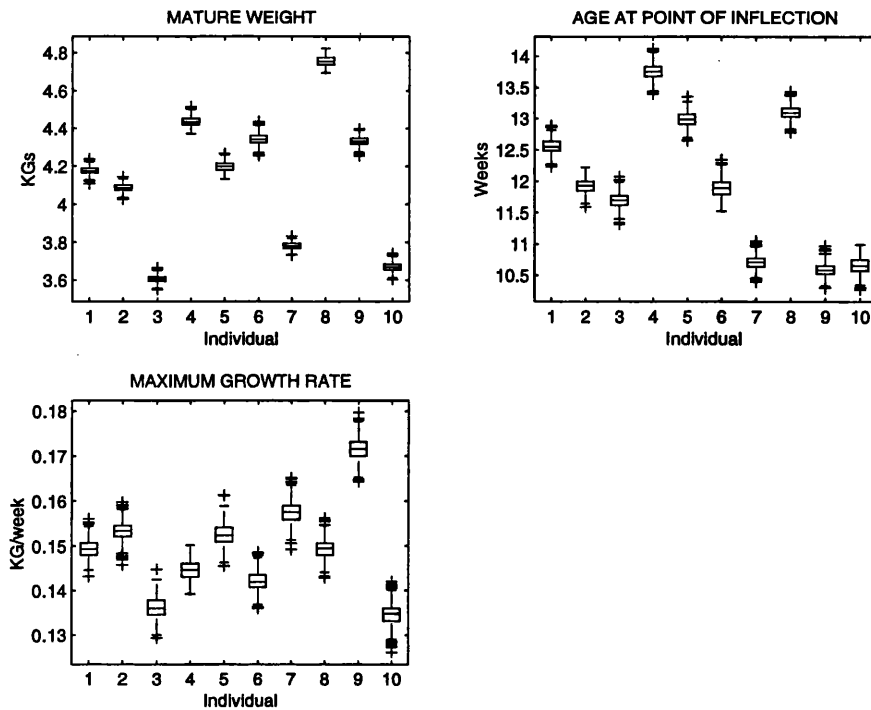 MATURE WEIGHT
4.8
4.6
4.4
4.2
4
3.8
3.6
KGs
1 2 3 4 5 6 7 8 9 10
Individual
AGE AT POINT OF INFLECTION
14
13.5
13
12.5
12
11.5
11
10.5
Weeks
1 2 3 4 5 6 7 8 9 10
Individual
MAXIMUM GROWTH RATE
0.18
0.17
0.16
0.15
0.14
0.13
KG/week
1 2 3 4 5 6 7 8 9 10
Individual